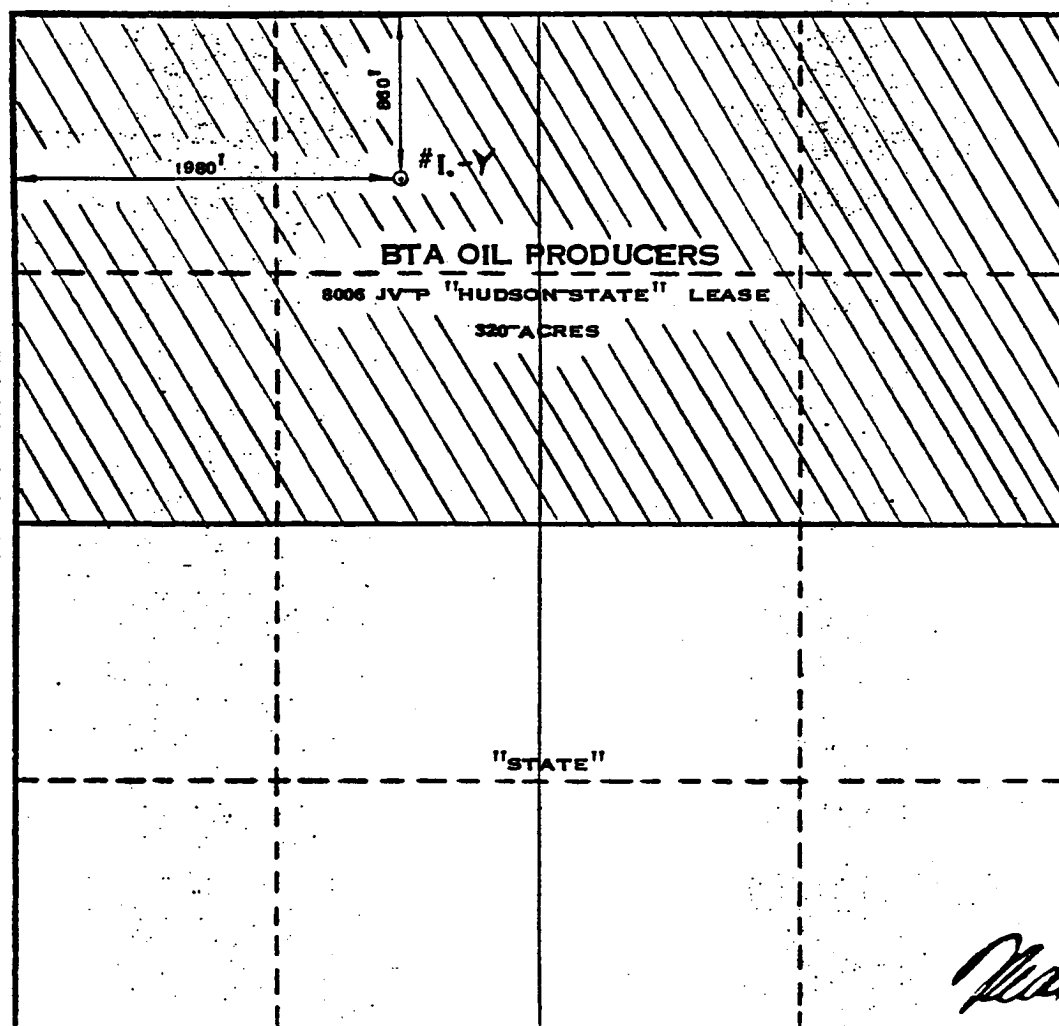 860'
1980'
#1.-Y
BTA OIL PRODUCERS
8006 JV-P "HUDSON-STATE" LEASE
320 ACRES
"STATE"